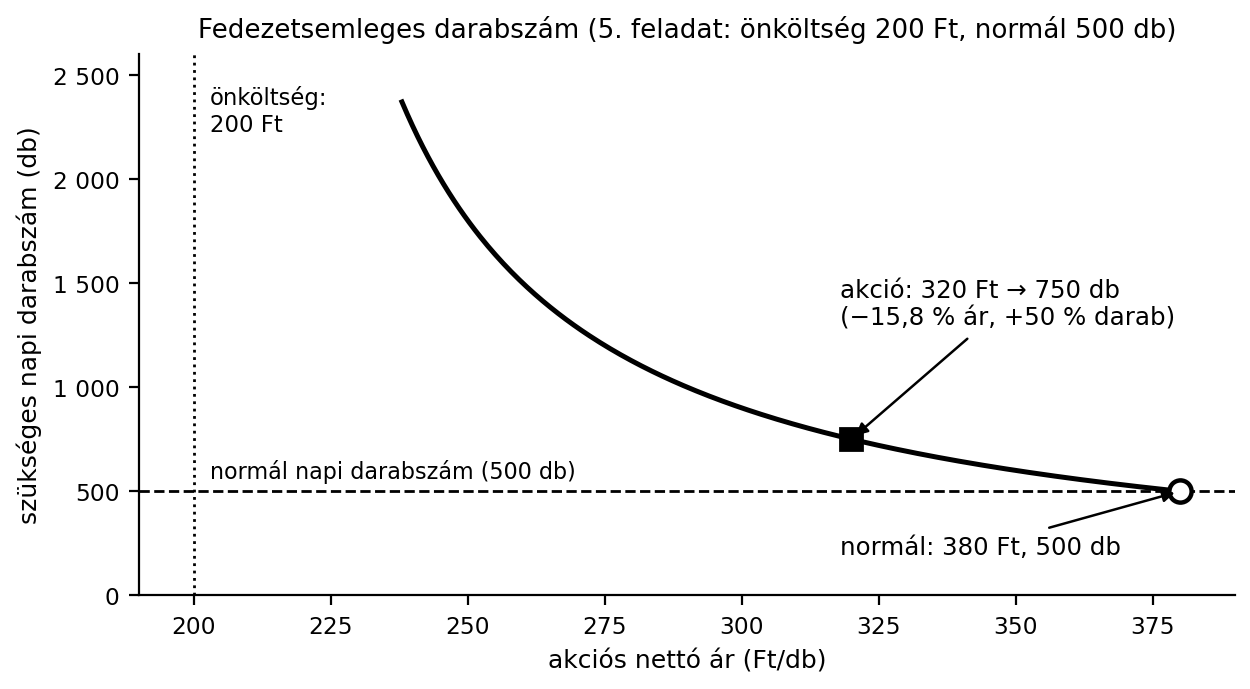 Fedezetsemleges darabszám (5. feladat: önköltség 200 Ft, normál 500 db)
szükséges napi darabszám (db)
2 500
2 000
1 500
1 000
500
0
önköltség:
200 Ft
akció: 320 Ft → 750 db
(−15,8 % ár, +50 % darab)
normál napi darabszám (500 db)
normál: 380 Ft, 500 db
200
225
250
275
300
325
350
375
akciós nettó ár (Ft/db)